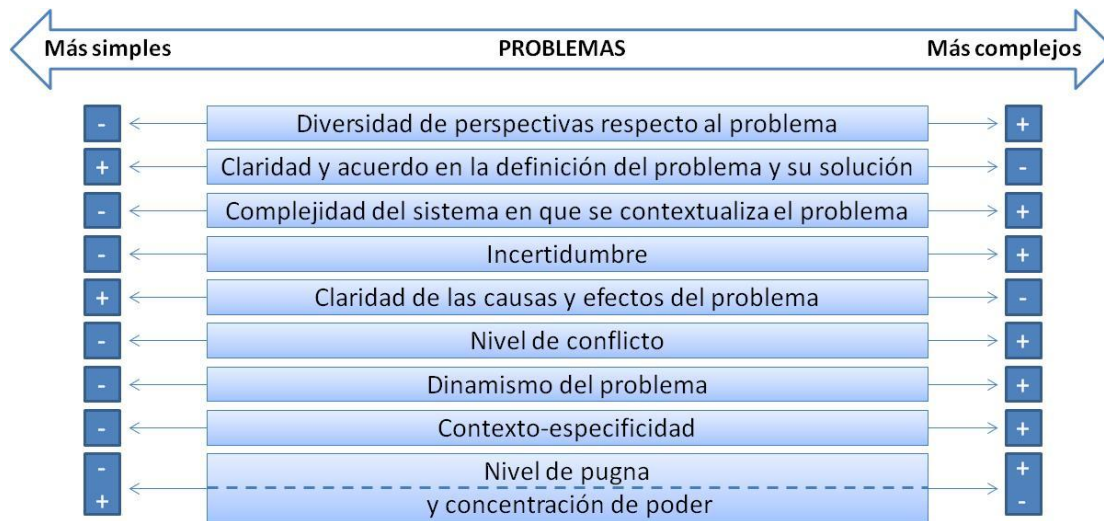 Más simples PROBLEMAS Más complejos
- Diversidad de perspectivas respecto al problema +
+ Claridad y acuerdo en la definición del problema y su solución -
- Complejidad del sistema en que se contextualiza el problema +
- Incertidumbre +
+ Claridad de las causas y efectos del problema -
- Nivel de conflicto +
- Dinamismo del problema +
- Contexto-especificidad +
- Nivel de pugna +
+ y concentración de poder -